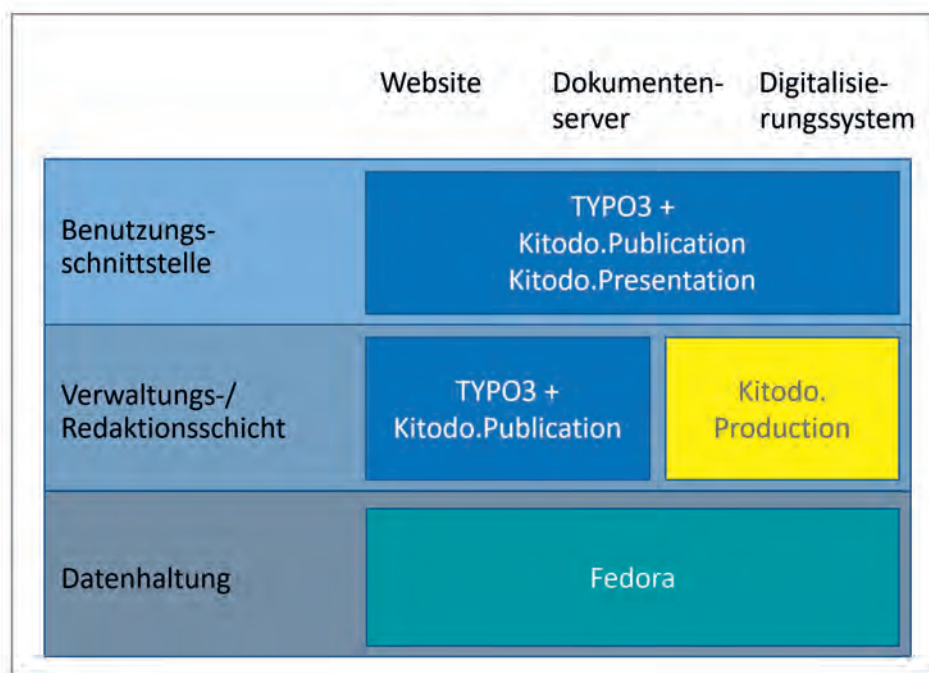 Website
Dokumenten-
server
Digitalisie-
rungssystem
Benutzungs-
schnittstelle
TYPO3 +
Kitodo.Publication
Kitodo.Presentation
Verwaltungs-/
Redaktionsschicht
TYPO3 +
Kitodo.Publication
Kitodo.
Production
Datenhaltung
Fedora